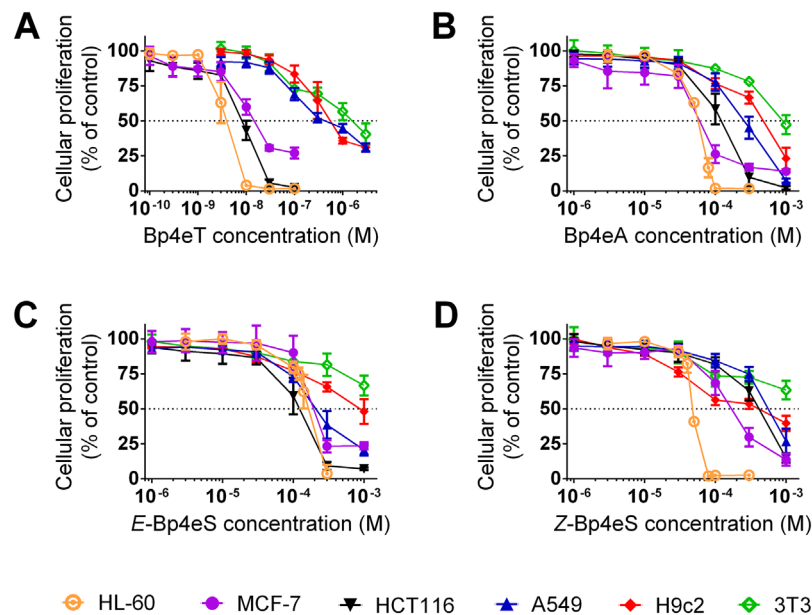 A
Cellular proliferation
(% of control)
100
75
50
25
0
10⁻¹⁰
10⁻⁹
10⁻⁸
10⁻⁷
10⁻⁶
Bp4eT concentration (M)
B
Cellular proliferation
(% of control)
100
75
50
25
0
10⁻⁶
10⁻⁵
10⁻⁴
10⁻³
Bp4eA concentration (M)
C
Cellular proliferation
(% of control)
100
75
50
25
0
10⁻⁶
10⁻⁵
10⁻⁴
10⁻³
E-Bp4eS concentration (M)
D
Cellular proliferation
(% of control)
100
75
50
25
0
10⁻⁶
10⁻⁵
10⁻⁴
10⁻³
Z-Bp4eS concentration (M)
HL-60 MCF-7 HCT116 A549 H9c2 3T3